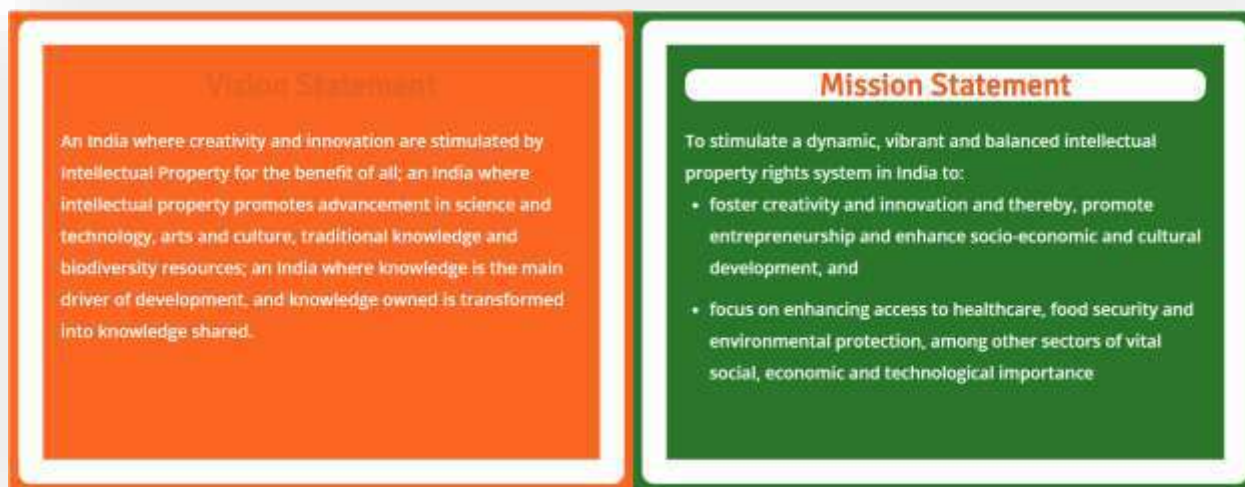 Vision Statement
An India where creativity and innovation are stimulated by
Intellectual Property for the benefit of all; an India where
intellectual property promotes advancement in science and
technology, arts and culture, traditional knowledge and
biodiversity resources; an India where knowledge is the main
driver of development, and knowledge owned is transformed
into knowledge shared.
Mission Statement
To stimulate a dynamic, vibrant and balanced intellectual
property rights system in India to:
• foster creativity and innovation and thereby, promote
entrepreneurship and enhance socio-economic and cultural
development, and
• focus on enhancing access to healthcare, food security and
environmental protection, among other sectors of vital
social, economic and technological importance